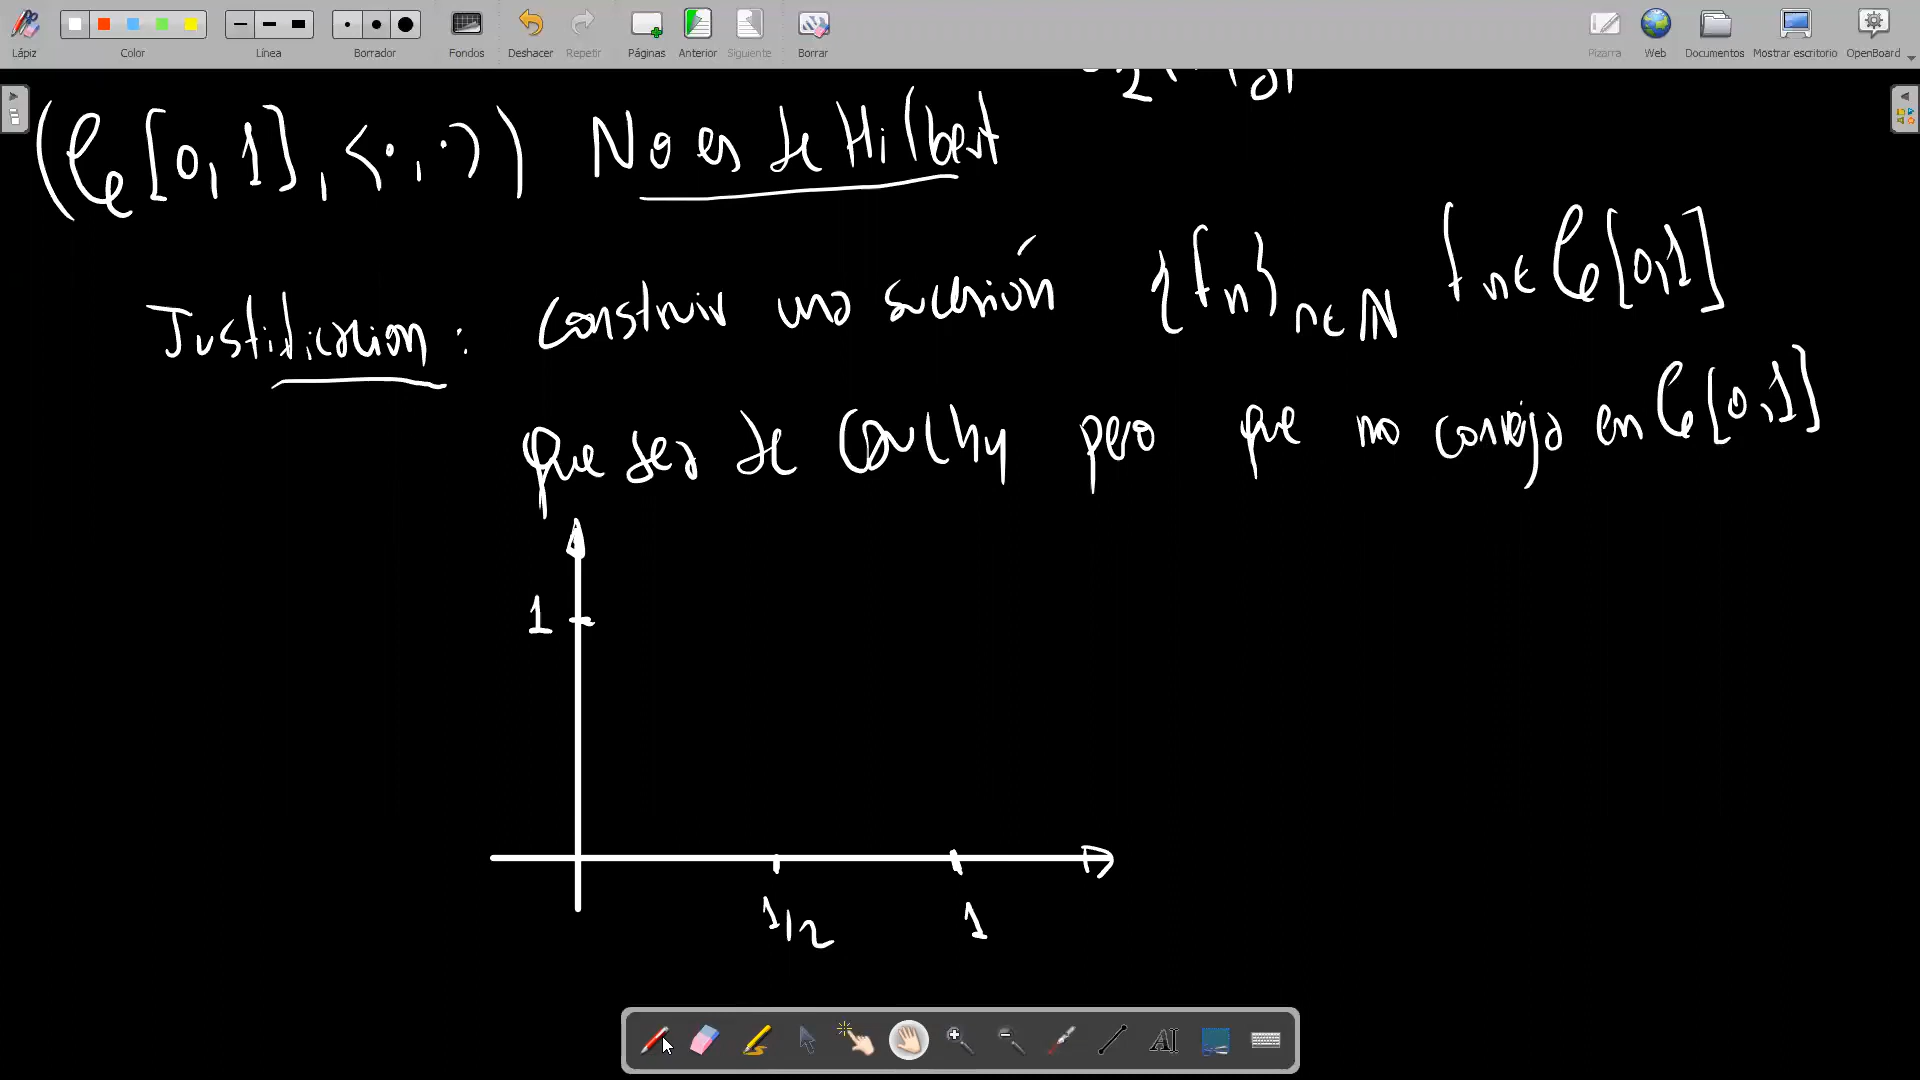 Lápiz Color Línea Borrador Fondos Deshacer Repetir Páginas Anterior Siguiente Borrar Pizarra Web Documentos Mostrar escritorio OpenBoard
(C[0,1], <·,·>) No es de Hilbert
Justificacion: Construir una sucesión {fn}n∈N fn∈C[0,1]
que sea de Cauchy pero que no converja en C[0,1]
1
1/2 1